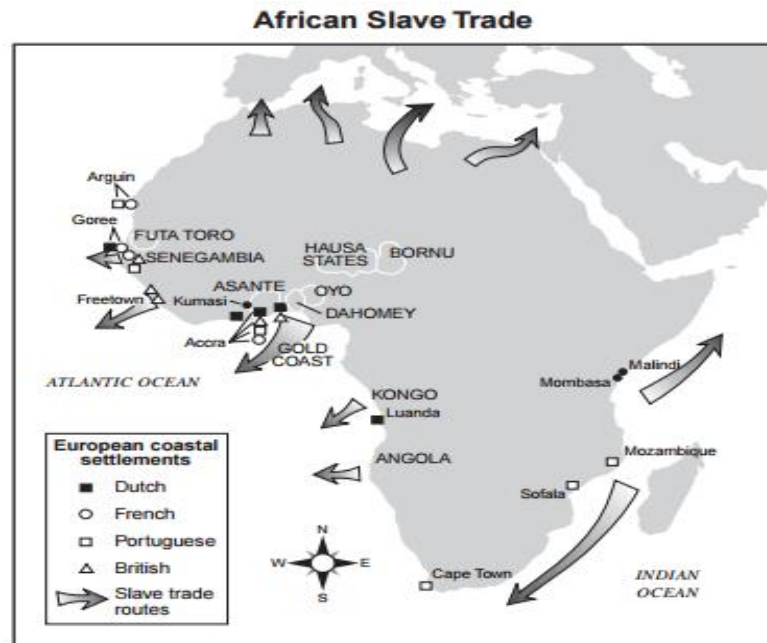 African Slave Trade
Arguin
Goree
FUTA TORO
SENEGAMBIA
HAUSA
STATES
BORNU
ASANTE
OYO
Freetown
Kumasi
DAHOMEY
Accra
GOLD
COAST
ATLANTIC OCEAN
Malindi
Mombasa
KONGO
Luanda
ANGOLA
Mozambique
Sofala
Cape Town
INDIAN
OCEAN
European coastal
settlements
Dutch
French
Portuguese
British
Slave trade
routes
N
W
E
S